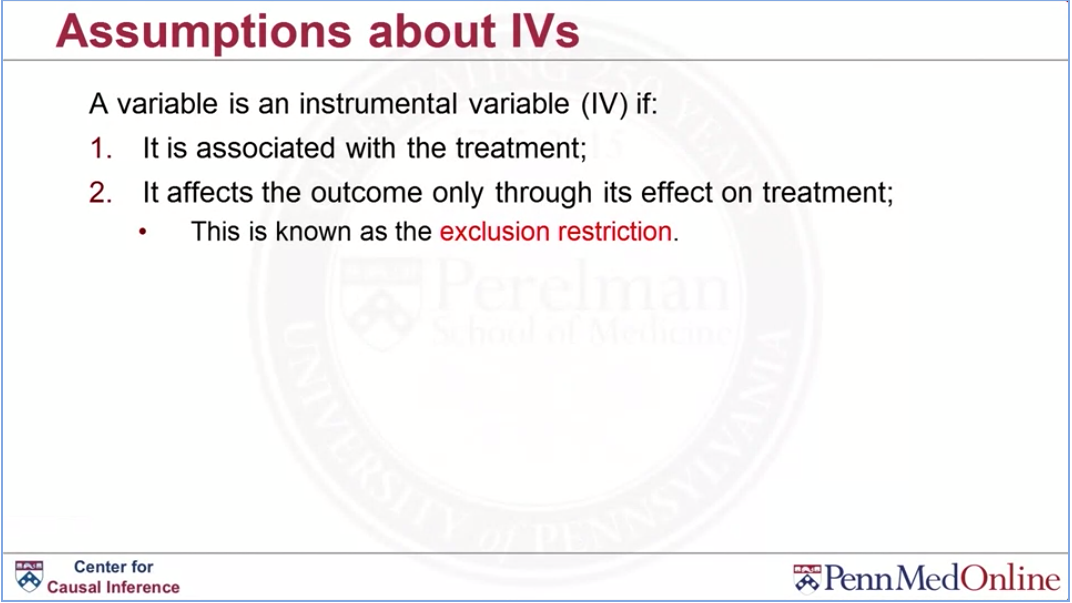 Assumptions about IVs
A variable is an instrumental variable (IV) if:
1. It is associated with the treatment;
2. It affects the outcome only through its effect on treatment;
• This is known as the exclusion restriction.
Perelman
School of Medicine
UNIVERSITY of PENNSYLVANIA
Center for
Causal Inference
PennMedOnline